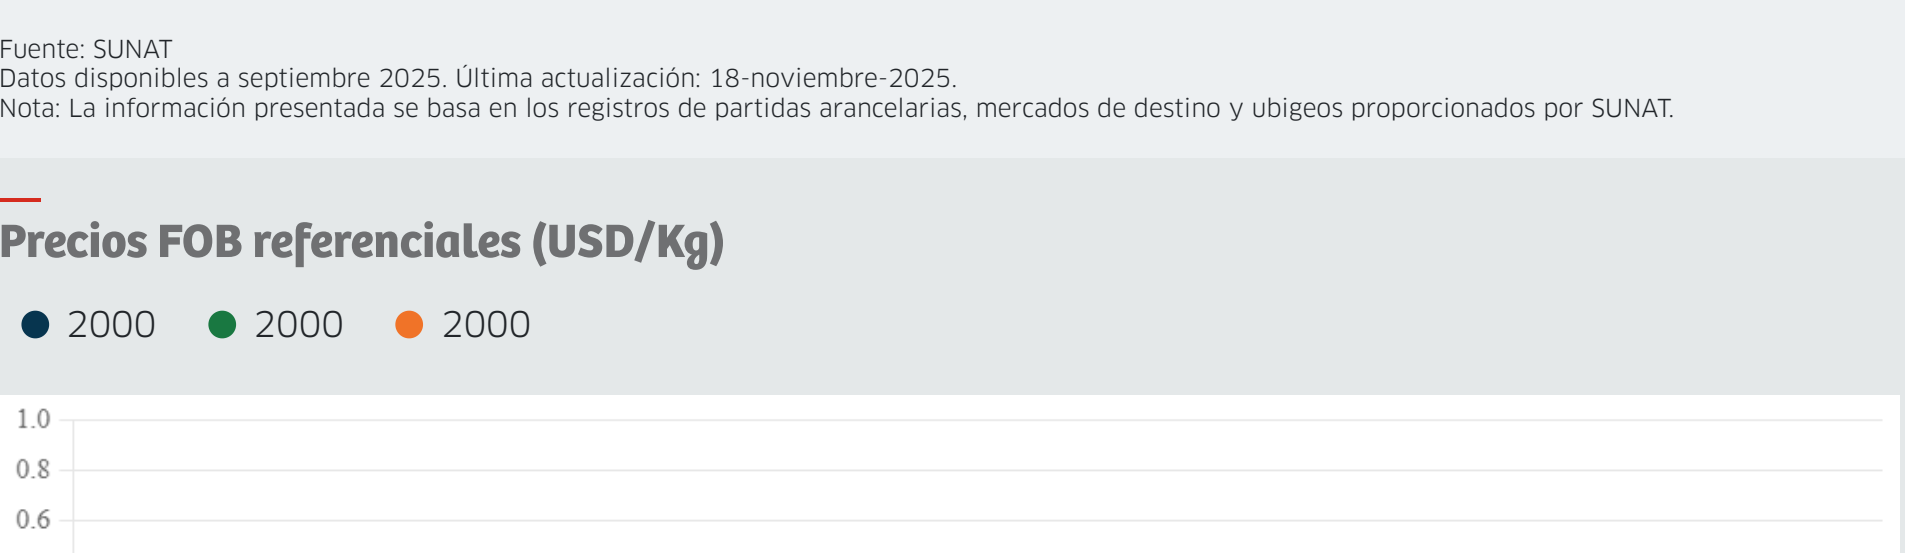 Fuente: SUNAT
Datos disponibles a septiembre 2025. Última actualización: 18-noviembre-2025.
Nota: La información presentada se basa en los registros de partidas arancelarias, mercados de destino y ubigeos proporcionados por SUNAT.
Precios FOB referenciales (USD/Kg)
2000 2000 2000
1.0
0.8
0.6